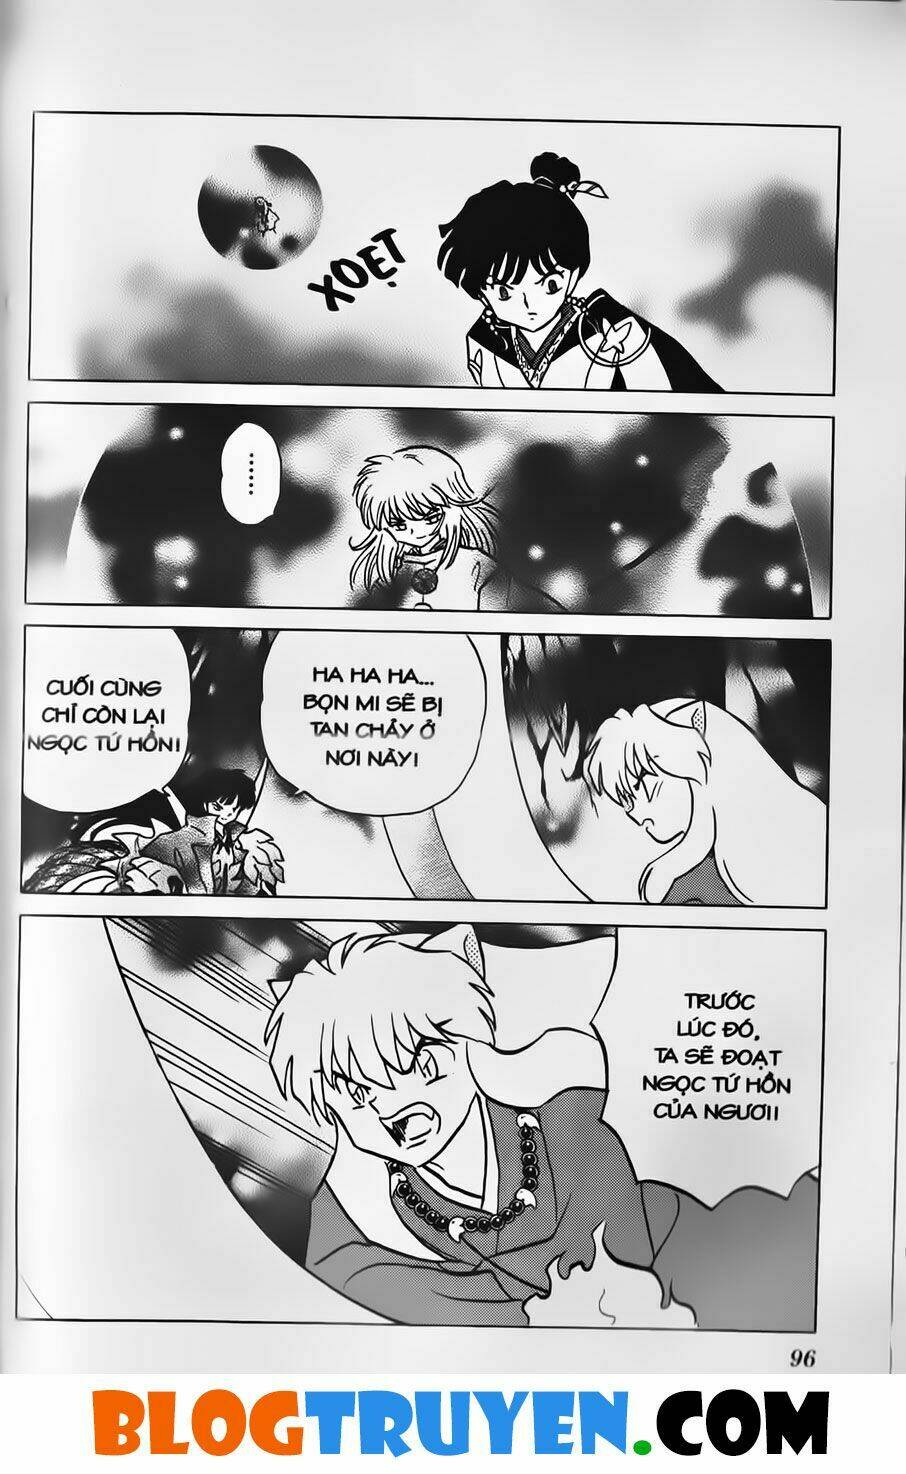 XOẸT
........
HA HA HA...
BỌN MI SẼ BỊ
TAN CHẢY Ở
NƠI NÀY!
CUỐI CÙNG
CHỈ CÒN LẠI
NGỌC TỨ HỒN!
TRƯỚC
LÚC ĐÓ,
TA SẼ ĐOẠT
NGỌC TỨ HỒN
CỦA NGƯƠI!
96
BLOGTRUYEN.COM